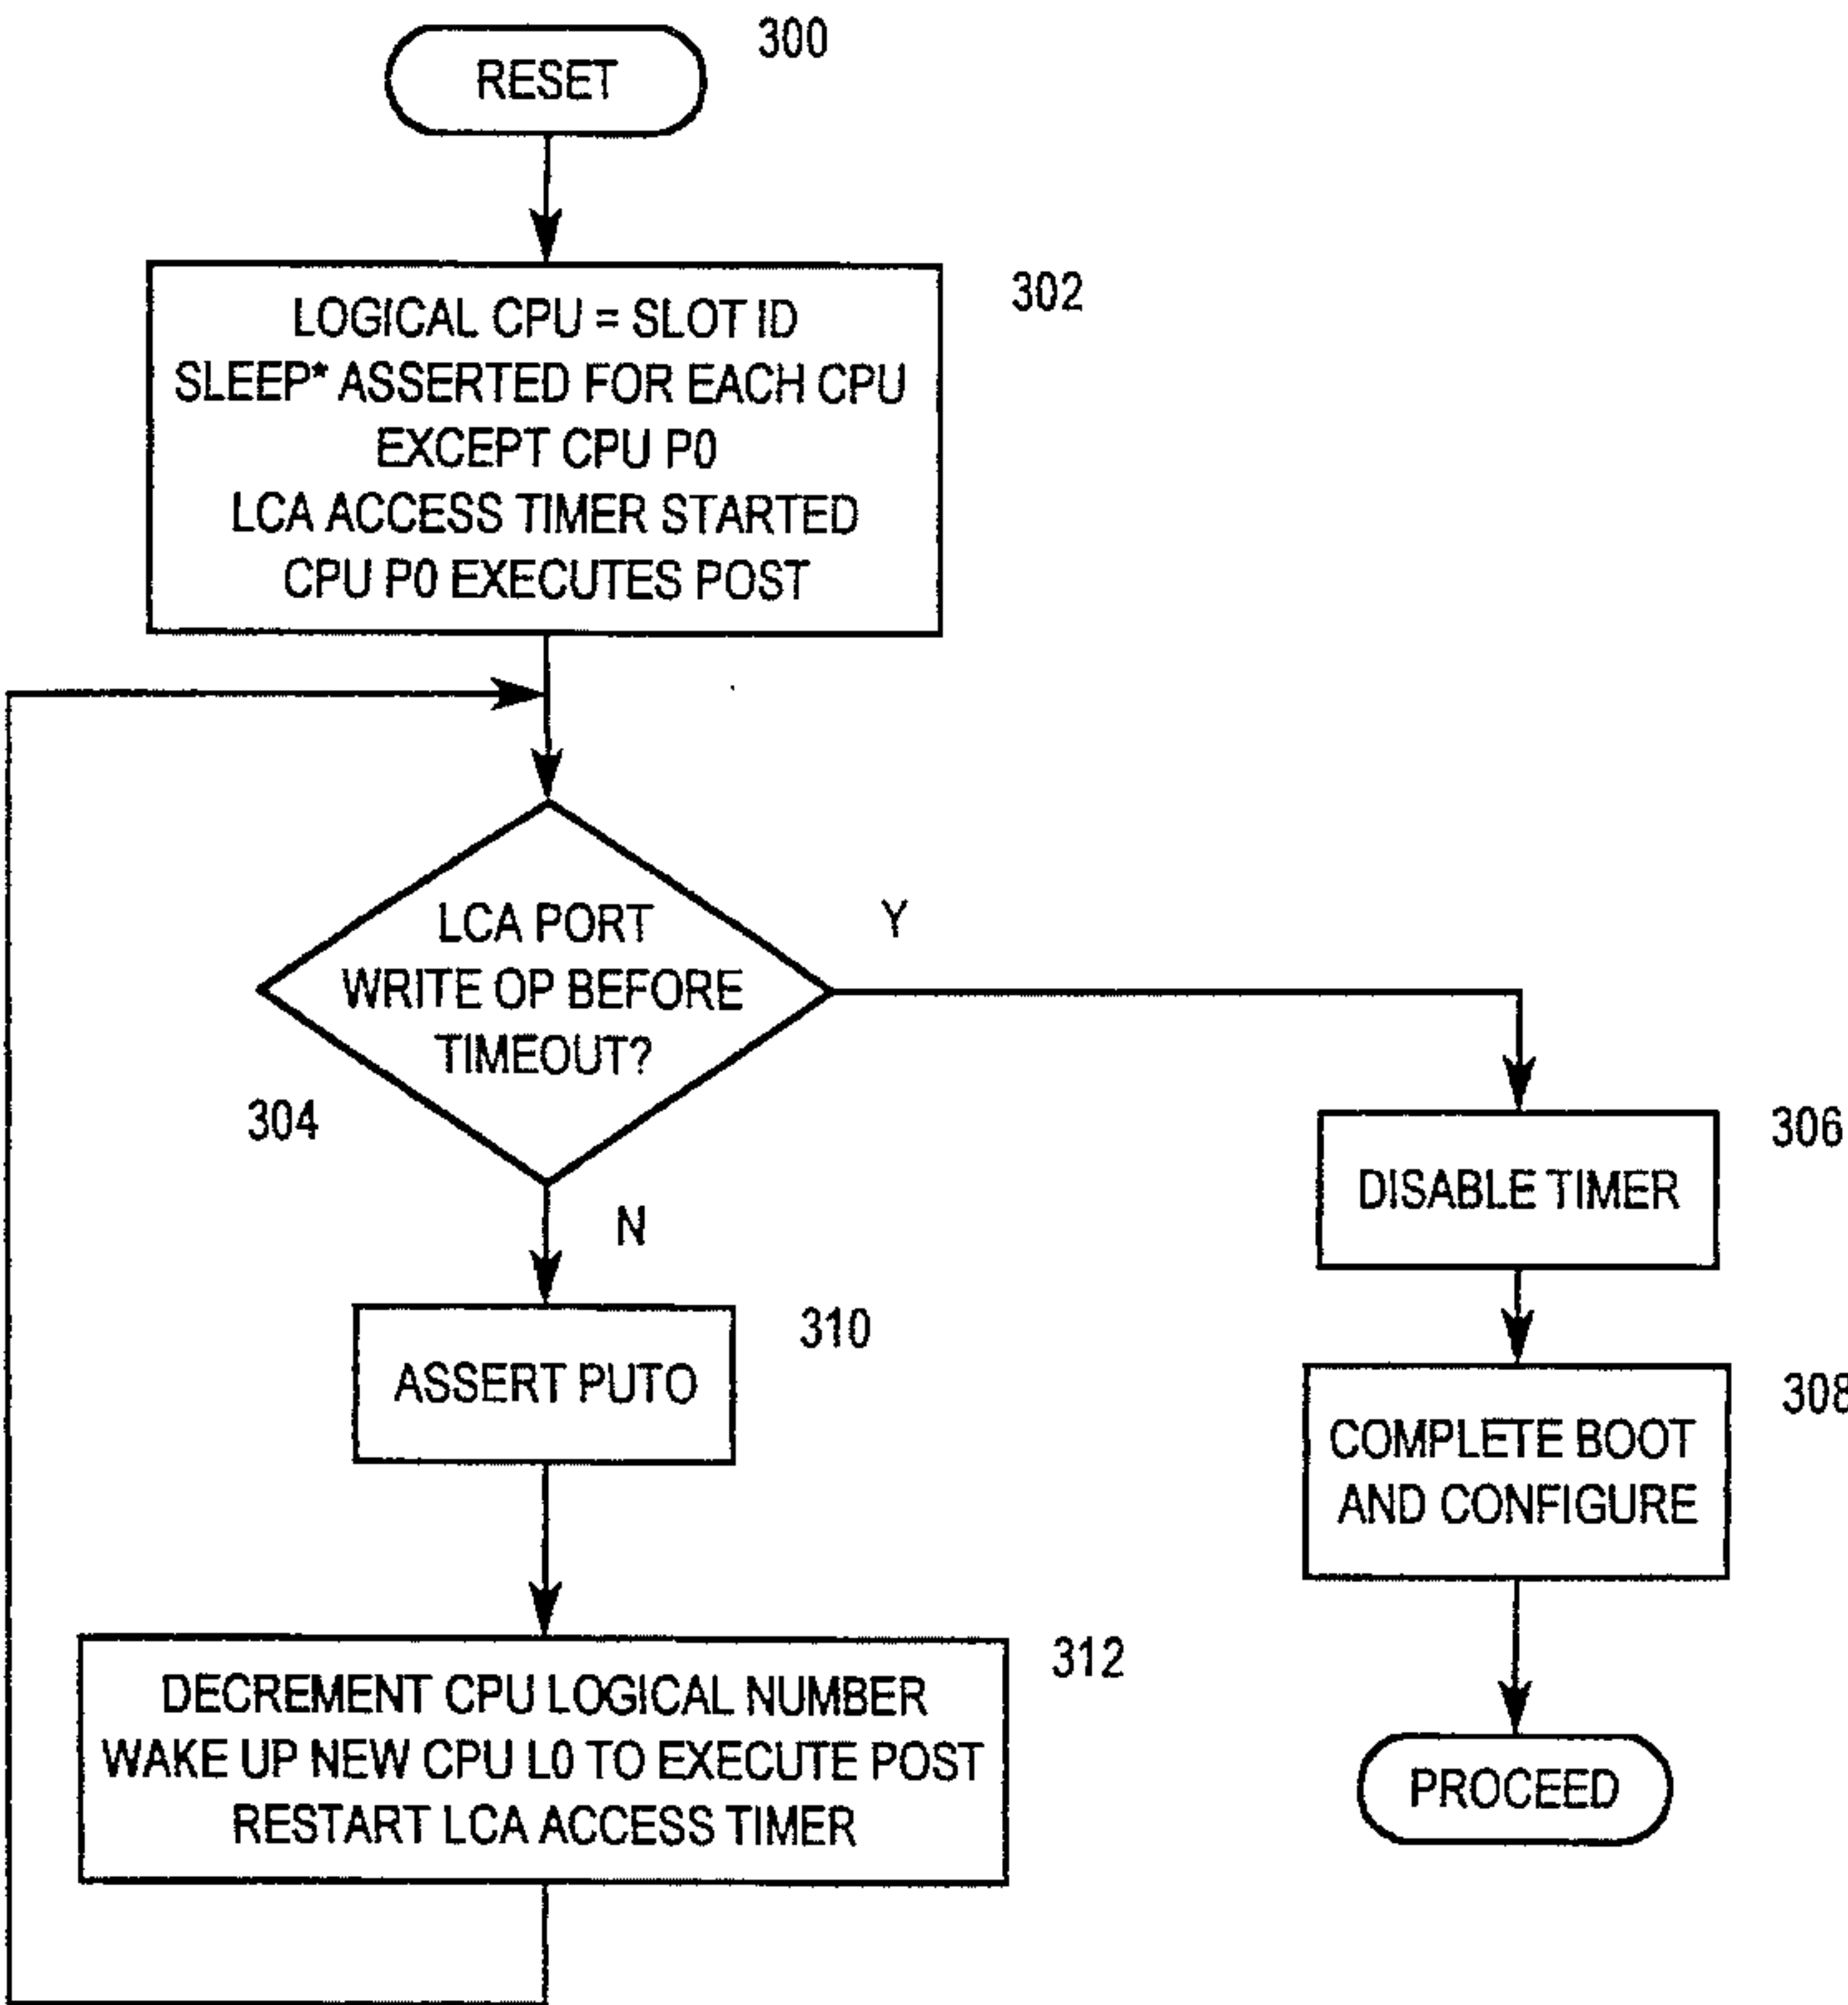 RESET
300
LOGICAL CPU = SLOT ID
SLEEP* ASSERTED FOR EACH CPU
EXCEPT CPU P0
LCA ACCESS TIMER STARTED
CPU P0 EXECUTES POST
302
LCA PORT
WRITE OP BEFORE
TIMEOUT?
304
Y
N
DISABLE TIMER
306
COMPLETE BOOT
AND CONFIGURE
308
PROCEED
ASSERT PUTO
310
DECREMENT CPU LOGICAL NUMBER
WAKE UP NEW CPU L0 TO EXECUTE POST
RESTART LCA ACCESS TIMER
312